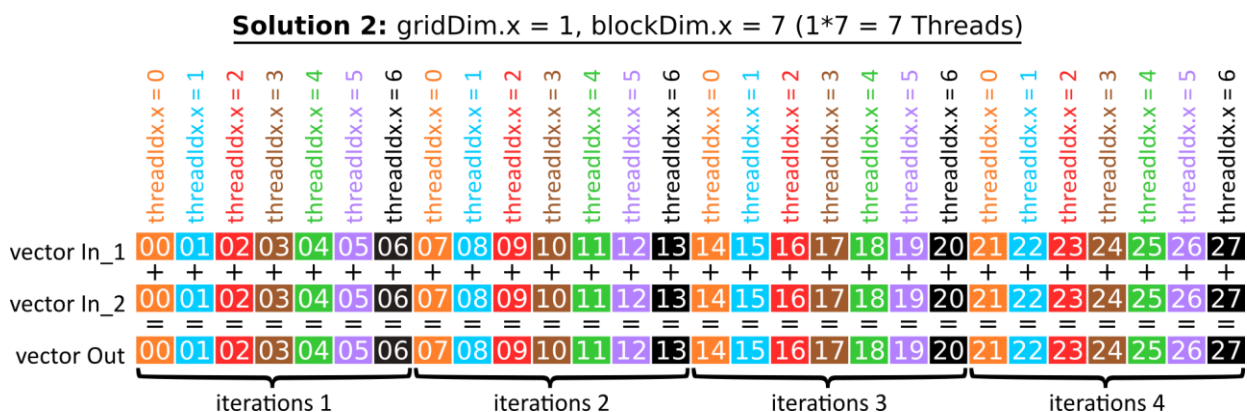 Solution 2: gridDim.x = 1, blockDim.x = 7 (1*7 = 7 Threads)
threadIdx.x = 0 threadIdx.x = 1 threadIdx.x = 2 threadIdx.x = 3 threadIdx.x = 4 threadIdx.x = 5 threadIdx.x = 6 threadIdx.x = 0 threadIdx.x = 1 threadIdx.x = 2 threadIdx.x = 3 threadIdx.x = 4 threadIdx.x = 5 threadIdx.x = 6 threadIdx.x = 0 threadIdx.x = 1 threadIdx.x = 2 threadIdx.x = 3 threadIdx.x = 4 threadIdx.x = 5 threadIdx.x = 6 threadIdx.x = 0 threadIdx.x = 1 threadIdx.x = 2 threadIdx.x = 3 threadIdx.x = 4 threadIdx.x = 5 threadIdx.x = 6
vector In_1 00 01 02 03 04 05 06 07 08 09 10 11 12 13 14 15 16 17 18 19 20 21 22 23 24 25 26 27
+ + + + + + + + + + + + + + + + + + + + + + + + + + + +
vector In_2 00 01 02 03 04 05 06 07 08 09 10 11 12 13 14 15 16 17 18 19 20 21 22 23 24 25 26 27
= = = = = = = = = = = = = = = = = = = = = = = = = = = =
vector Out 00 01 02 03 04 05 06 07 08 09 10 11 12 13 14 15 16 17 18 19 20 21 22 23 24 25 26 27
iterations 1 iterations 2 iterations 3 iterations 4